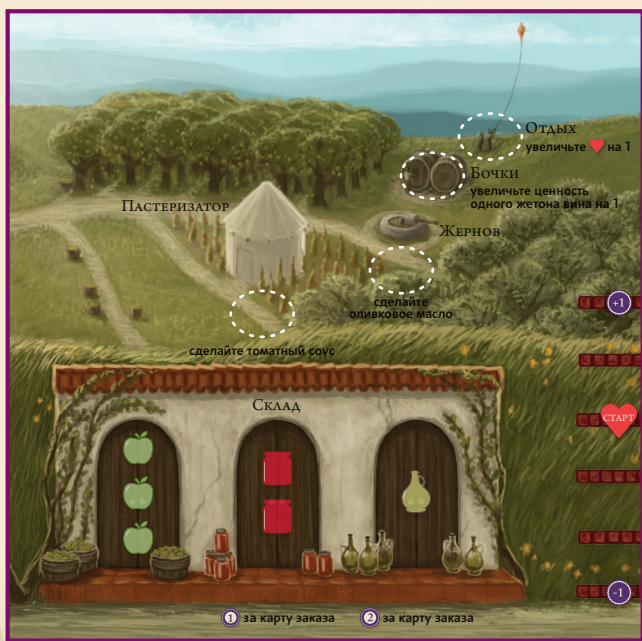 Отдых
увеличьте ❤ на 1
Бочки
увеличьте ценность
одного жетона вина на 1
Пастеризатор
Жернов
сделайте
оливковое масло
+1
сделайте томатный соус
Склад
СТАРТ
-1
1 за карту заказа 2 за карту заказа